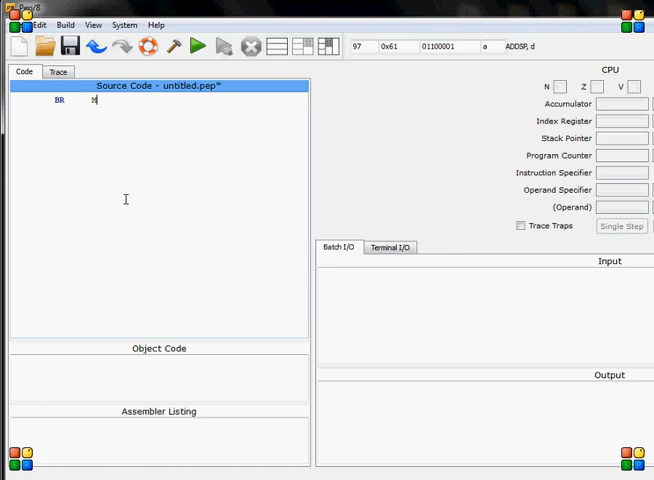 Pep/8
Edit Build View System Help
97 0x61 01100001 a ADDSP, d
Code Trace
Source Code - untitled.pep*
BR M
Object Code
Assembler Listing
CPU
N Z V
Accumulator
Index Register
Stack Pointer
Program Counter
Instruction Specifier
Operand Specifier
(Operand)
Trace Traps Single Step
Batch I/O Terminal I/O
Input
Output